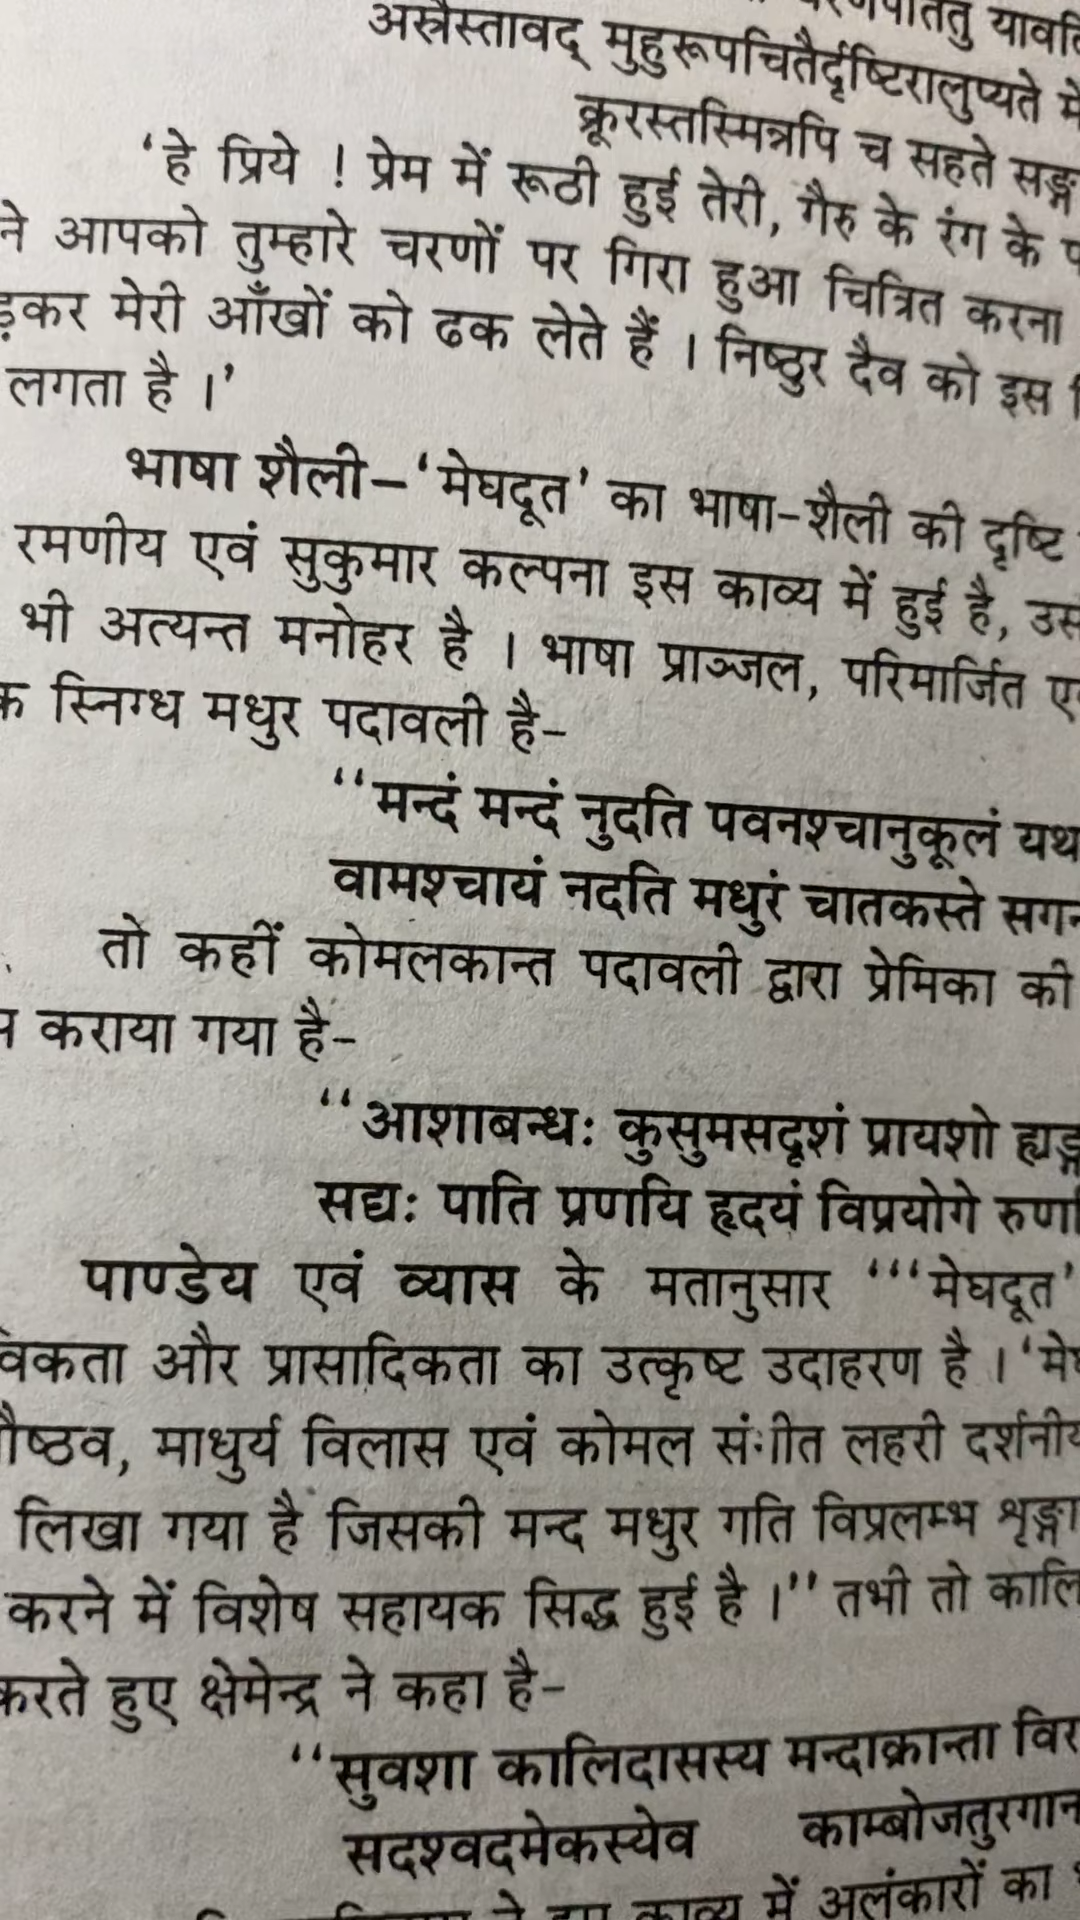 यावति
अस्रैस्तावद् मुहुरूपचितैर्दृष्टिरालुप्यते मे
क्रूरस्तस्मिन्नपि च सहते सङ्ग
‘हे प्रिये ! प्रेम में रूठी हुई तेरी, गैरु के रंग के
ने आपको तुम्हारे चरणों पर गिरा हुआ चित्रित करना
ड़कर मेरी आँखों को ढक लेते हैं । निष्ठुर दैव को इस
लगता है ।’
भाषा शैली–‘मेघदूत’ का भाषा-शैली की दृष्टि
रमणीय एवं सुकुमार कल्पना इस काव्य में हुई है, उस
भी अत्यन्त मनोहर है । भाषा प्राञ्जल, परिमार्जित ए
क स्निग्ध मधुर पदावली है–
‘‘मन्दं मन्दं नुदति पवनश्चानुकूलं यथ
वामश्चायं नदति मधुरं चातकस्ते सगन
तो कहीं कोमलकान्त पदावली द्वारा प्रेमिका की
कराया गया है–
‘‘आशाबन्धः कुसुमसदृशं प्रायशो ह्यङ्ग
सद्यः पाति प्रणयि हृदयं विप्रयोगे रुणा
पाण्डेय एवं व्यास के मतानुसार ‘‘‘मेघदूत’
विकता और प्रासादिकता का उत्कृष्ट उदाहरण है । ‘मे
ौष्ठव, माधुर्य विलास एवं कोमल संगीत लहरी दर्शनीय
लिखा गया है जिसकी मन्द मधुर गति विप्रलम्भ शृङ्गा
करने में विशेष सहायक सिद्ध हुई है ।’’ तभी तो कालि
करते हुए क्षेमेन्द्र ने कहा है–
‘‘सुवशा कालिदासस्य मन्दाक्रान्ता विर
सदश्वदमेकस्येव काम्बोजतुरगान
काव्य में अलंकारों का